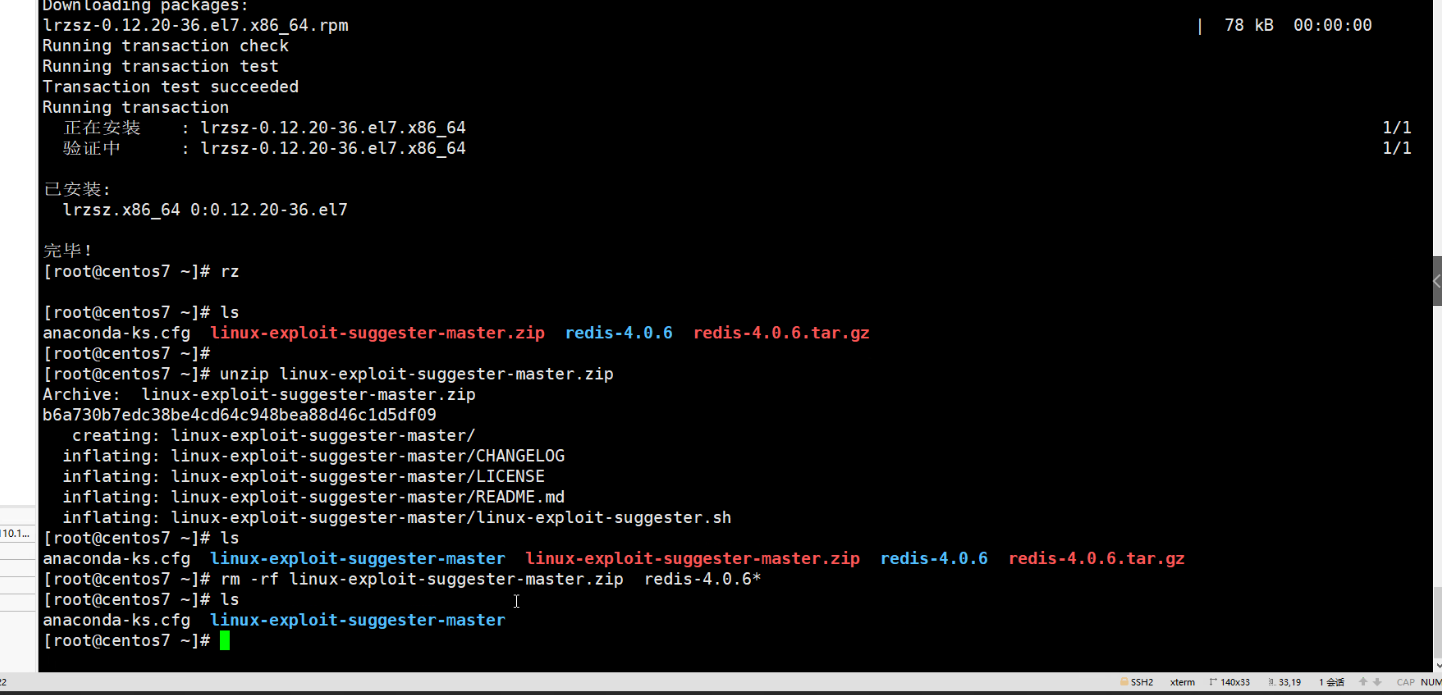 Downloading packages:
lrzsz-0.12.20-36.el7.x86_64.rpm | 78 kB 00:00:00
Running transaction check
Running transaction test
Transaction test succeeded
Running transaction
正在安装 : lrzsz-0.12.20-36.el7.x86_64 1/1
验证中 : lrzsz-0.12.20-36.el7.x86_64 1/1
已安装:
lrzsz.x86_64 0:0.12.20-36.el7
完毕!
[root@centos7 ~]# rz
[root@centos7 ~]# ls
anaconda-ks.cfg linux-exploit-suggester-master.zip redis-4.0.6 redis-4.0.6.tar.gz
[root@centos7 ~]#
[root@centos7 ~]# unzip linux-exploit-suggester-master.zip
Archive: linux-exploit-suggester-master.zip
b6a730b7edc38be4cd64c948bea88d46c1d5df09
creating: linux-exploit-suggester-master/
inflating: linux-exploit-suggester-master/CHANGELOG
inflating: linux-exploit-suggester-master/LICENSE
inflating: linux-exploit-suggester-master/README.md
inflating: linux-exploit-suggester-master/linux-exploit-suggester.sh
[root@centos7 ~]# ls
anaconda-ks.cfg linux-exploit-suggester-master linux-exploit-suggester-master.zip redis-4.0.6 redis-4.0.6.tar.gz
[root@centos7 ~]# rm -rf linux-exploit-suggester-master.zip redis-4.0.6*
[root@centos7 ~]# ls
anaconda-ks.cfg linux-exploit-suggester-master
[root@centos7 ~]#
SSH2 xterm 140x33 33,19 1 会话 CAP NUM